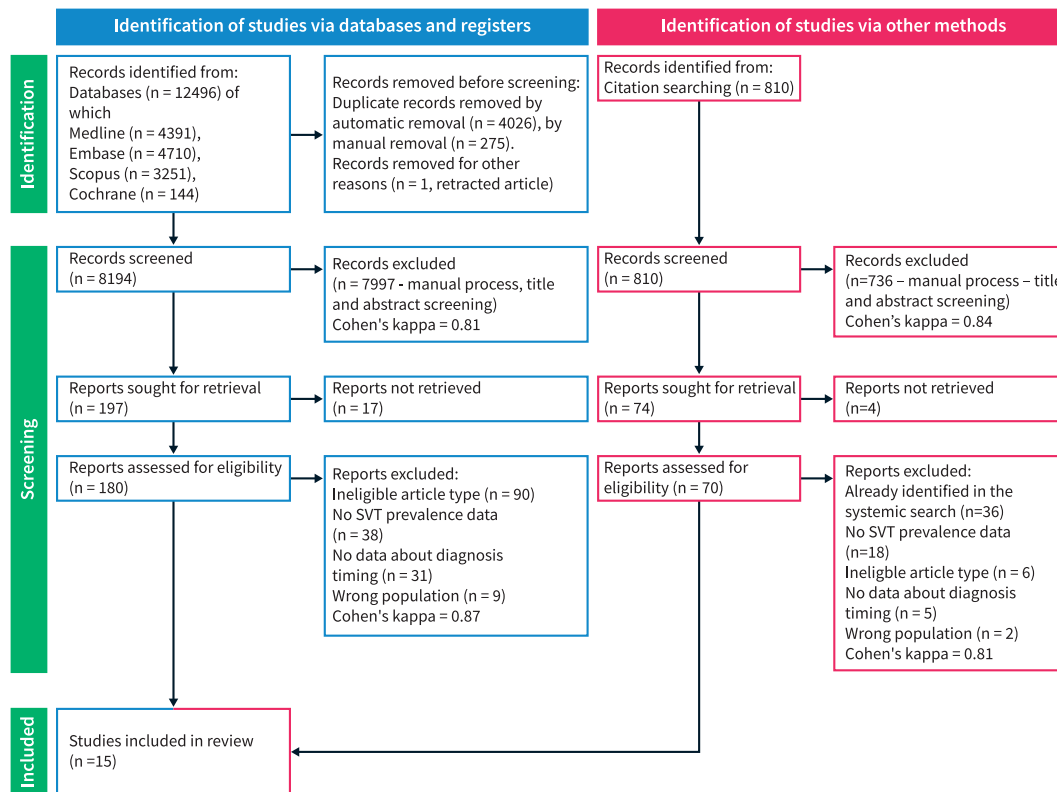 Identification of studies via databases and registers
Identification of studies via other methods
Identification
Records identified from:
Databases (n = 12496) of
which
Medline (n = 4391),
Embase (n = 4710),
Scopus (n = 3251),
Cochrane (n = 144)
Records removed before screening:
Duplicate records removed by
automatic removal (n = 4026), by
manual removal (n = 275).
Records removed for other
reasons (n = 1, retracted article)
Records identified from:
Citation searching (n = 810)
Screening
Records screened
(n = 8194)
Records excluded
(n = 7997 - manual process, title
and abstract screening)
Cohen's kappa = 0.81
Records screened
(n = 810)
Records excluded
(n=736 – manual process – title
and abstract screening)
Cohen’s kappa = 0.84
Reports sought for retrieval
(n = 197)
Reports not retrieved
(n = 17)
Reports sought for retrieval
(n = 74)
Reports not retrieved
(n=4)
Reports assessed for eligibility
(n = 180)
Reports excluded:
Ineligible article type (n = 90)
No SVT prevalence data
(n = 38)
No data about diagnosis
timing (n = 31)
Wrong population (n = 9)
Cohen's kappa = 0.87
Reports assessed for
eligibility (n = 70)
Reports excluded:
Already identified in the
systemic search (n=36)
No SVT prevalence data
(n=18)
Ineligble article type (n = 6)
No data about diagnosis
timing (n = 5)
Wrong population (n = 2)
Cohen's kappa = 0.81
Included
Studies included in review
(n =15)